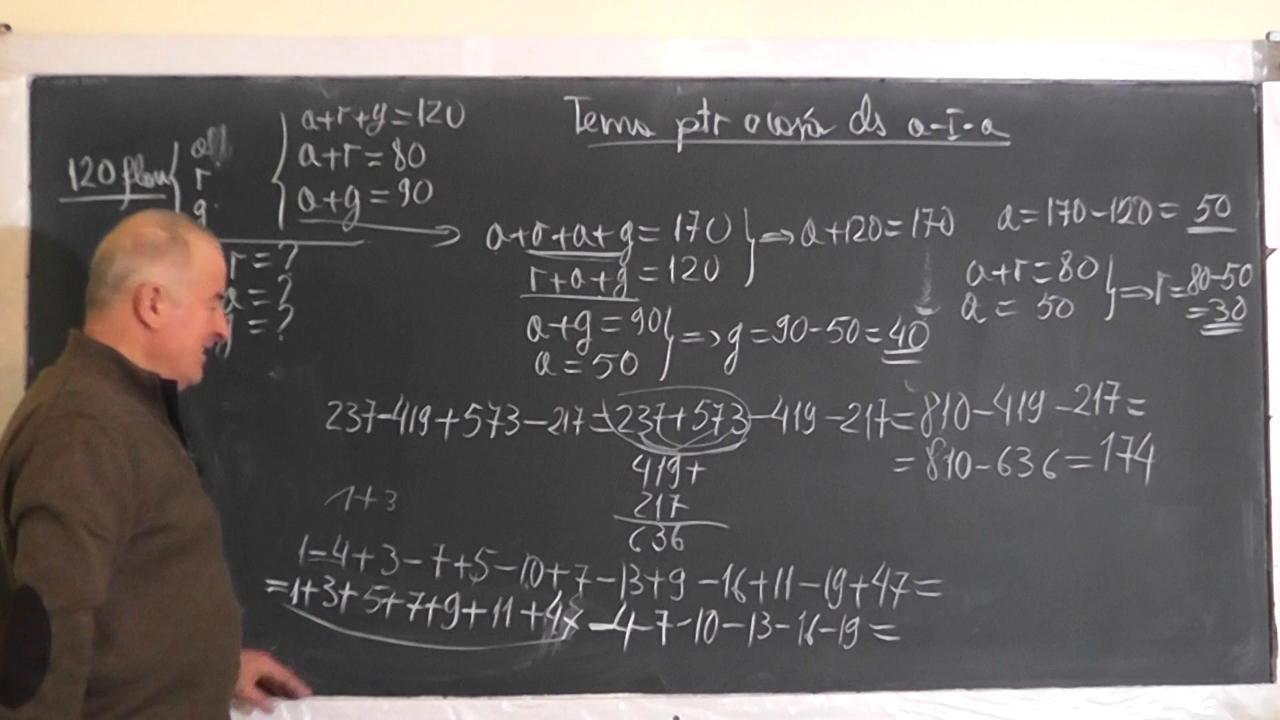 Tema ptr acasă ds a-I-a
120 flori
r
g
a+r+g=120
a+r=80
a+g=90
r=?
a=?
g=?
a+r+a+g=170
r+a+g=120
⇒a+120=170
a=170-120=50
a+r=80
a=50
⇒r=80-50
=30
a+g=90
a=50
⇒g=90-50=40
237-419+573-217=237+573-419-217=810-419-217=
=810-636=174
419+
217
636
1+3
1-4+3-7+5-10+7-13+9-16+11-19+47=
=1+3+5+7+9+11+47-4-7-10-13-16-19=